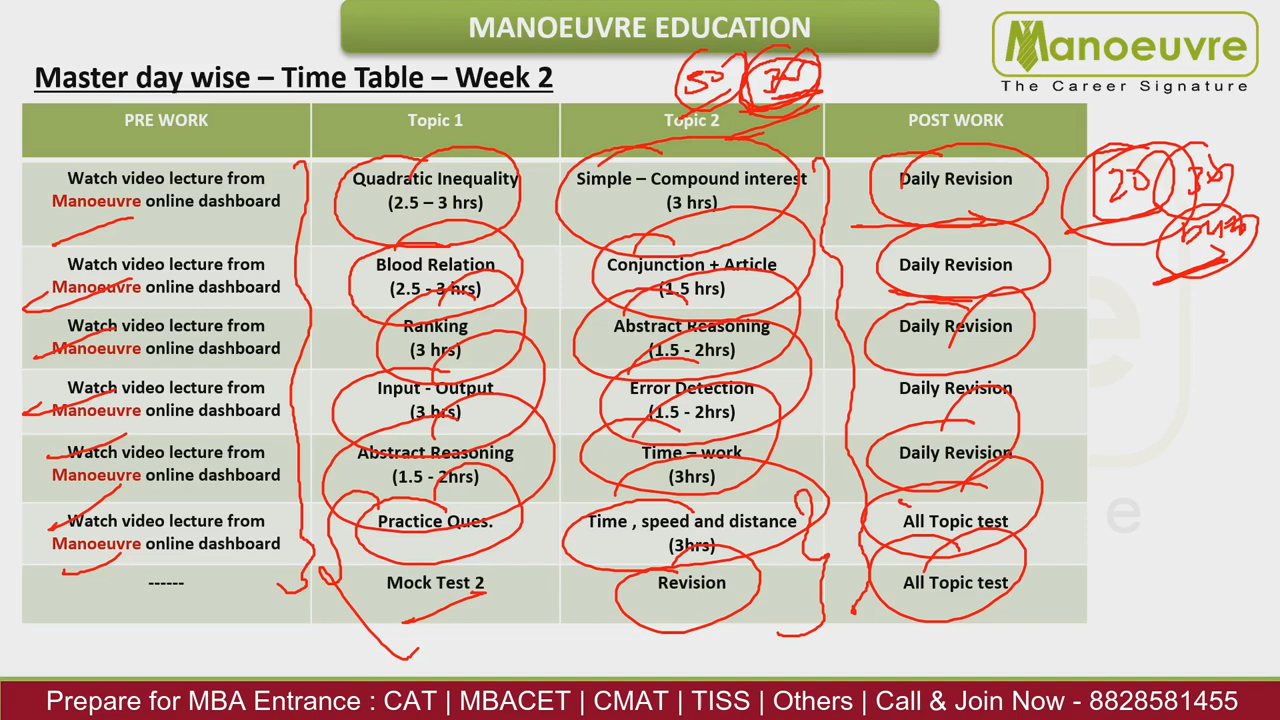 MANOEUVRE EDUCATION
Manoeuvre
The Career Signature
Master day wise – Time Table – Week 2
PRE WORK Topic 1 Topic 2 POST WORK
Watch video lecture from Quadratic Inequality Simple – Compound interest Daily Revision
Manoeuvre online dashboard (2.5 – 3 hrs) (3 hrs)
Watch video lecture from Blood Relation Conjunction + Article Daily Revision
Manoeuvre online dashboard (2.5 - 3 hrs) (1.5 hrs)
Watch video lecture from Ranking Abstract Reasoning Daily Revision
Manoeuvre online dashboard (3 hrs) (1.5 - 2hrs)
Watch video lecture from Input - Output Error Detection Daily Revision
Manoeuvre online dashboard (3 hrs) (1.5 - 2hrs)
Watch video lecture from Abstract Reasoning Time – work Daily Revision
Manoeuvre online dashboard (1.5 - 2hrs) (3hrs)
Watch video lecture from Practice Ques. Time , speed and distance All Topic test
Manoeuvre online dashboard (3hrs)
------ Mock Test 2 Revision All Topic test
Prepare for MBA Entrance : CAT | MBACET | CMAT | TISS | Others | Call & Join Now - 8828581455